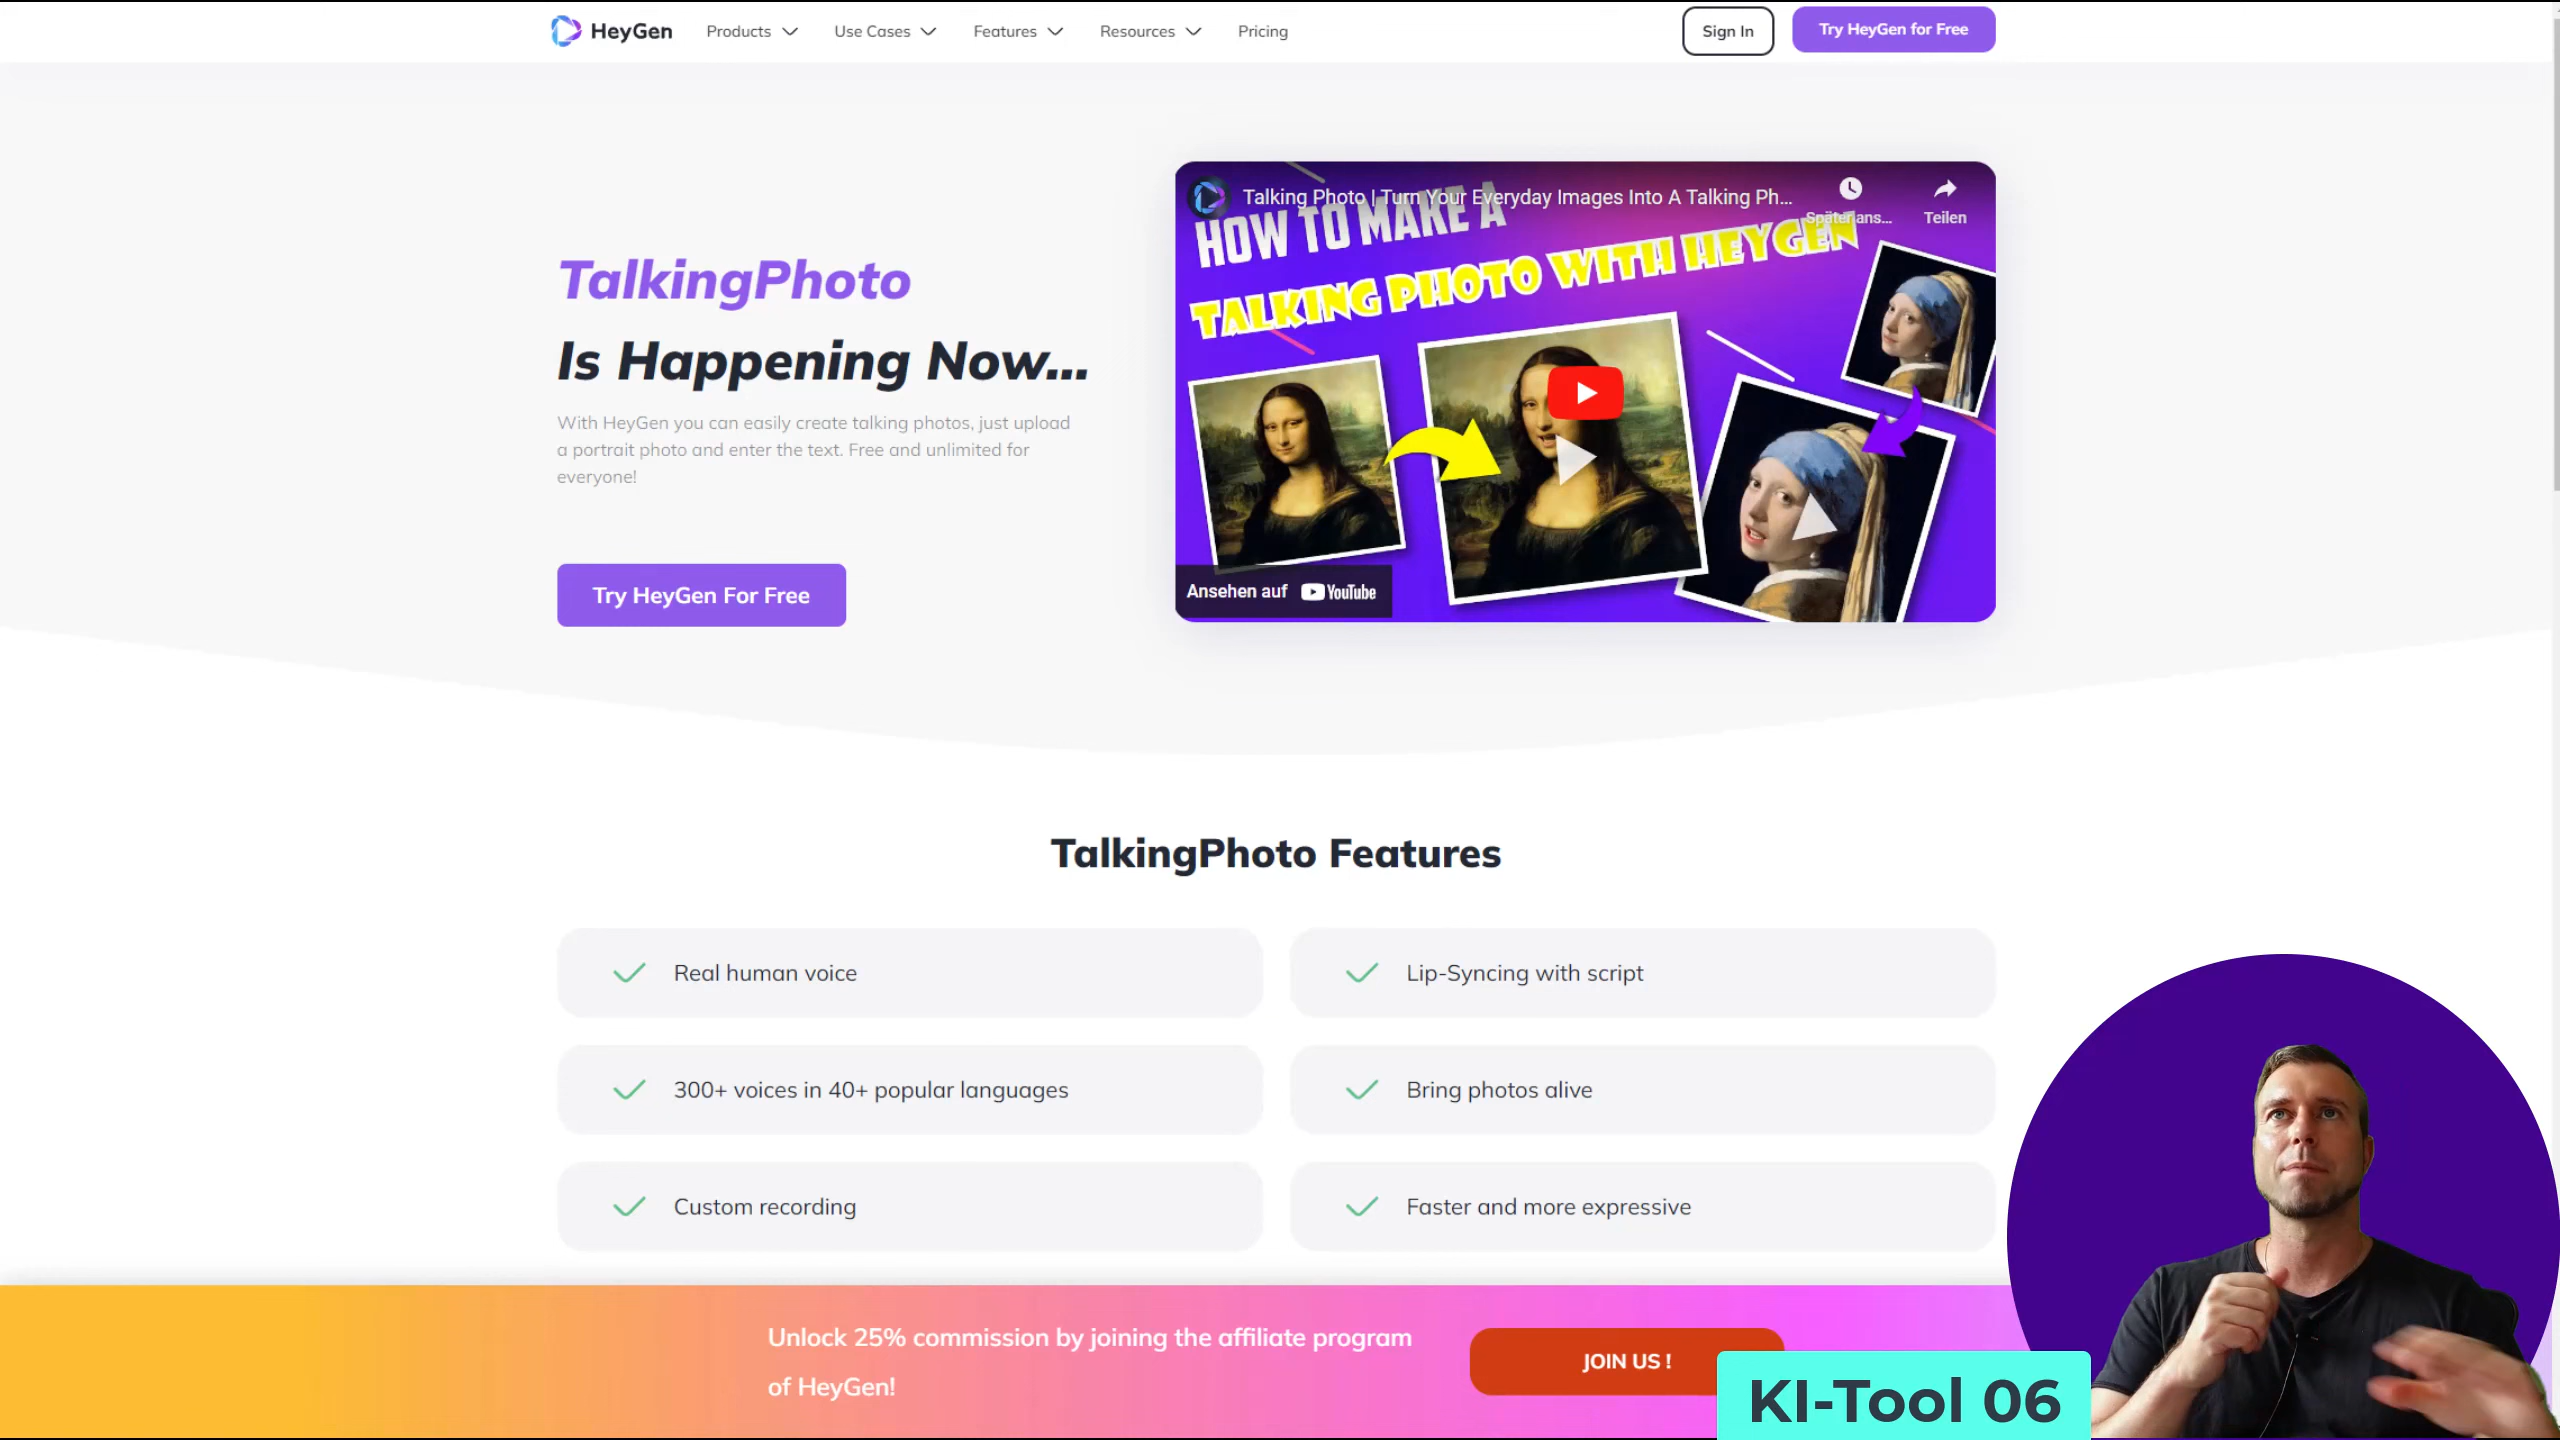 HeyGen
Products
Use Cases
Features
Resources
Pricing
Sign In
Try HeyGen for Free
TalkingPhoto
Is Happening Now...
With HeyGen you can easily create talking photos, just upload
a portrait photo and enter the text. Free and unlimited for
everyone!
Try HeyGen For Free
Talking Photo | Turn Your Everyday Images Into A Talking Ph...
Später ans...
Teilen
HOW TO MAKE A
TALKING PHOTO WITH HEYGEN
Ansehen auf YouTube
TalkingPhoto Features
Real human voice
Lip-Syncing with script
300+ voices in 40+ popular languages
Bring photos alive
Custom recording
Faster and more expressive
Unlock 25% commission by joining the affiliate program
of HeyGen!
JOIN US !
KI-Tool 06